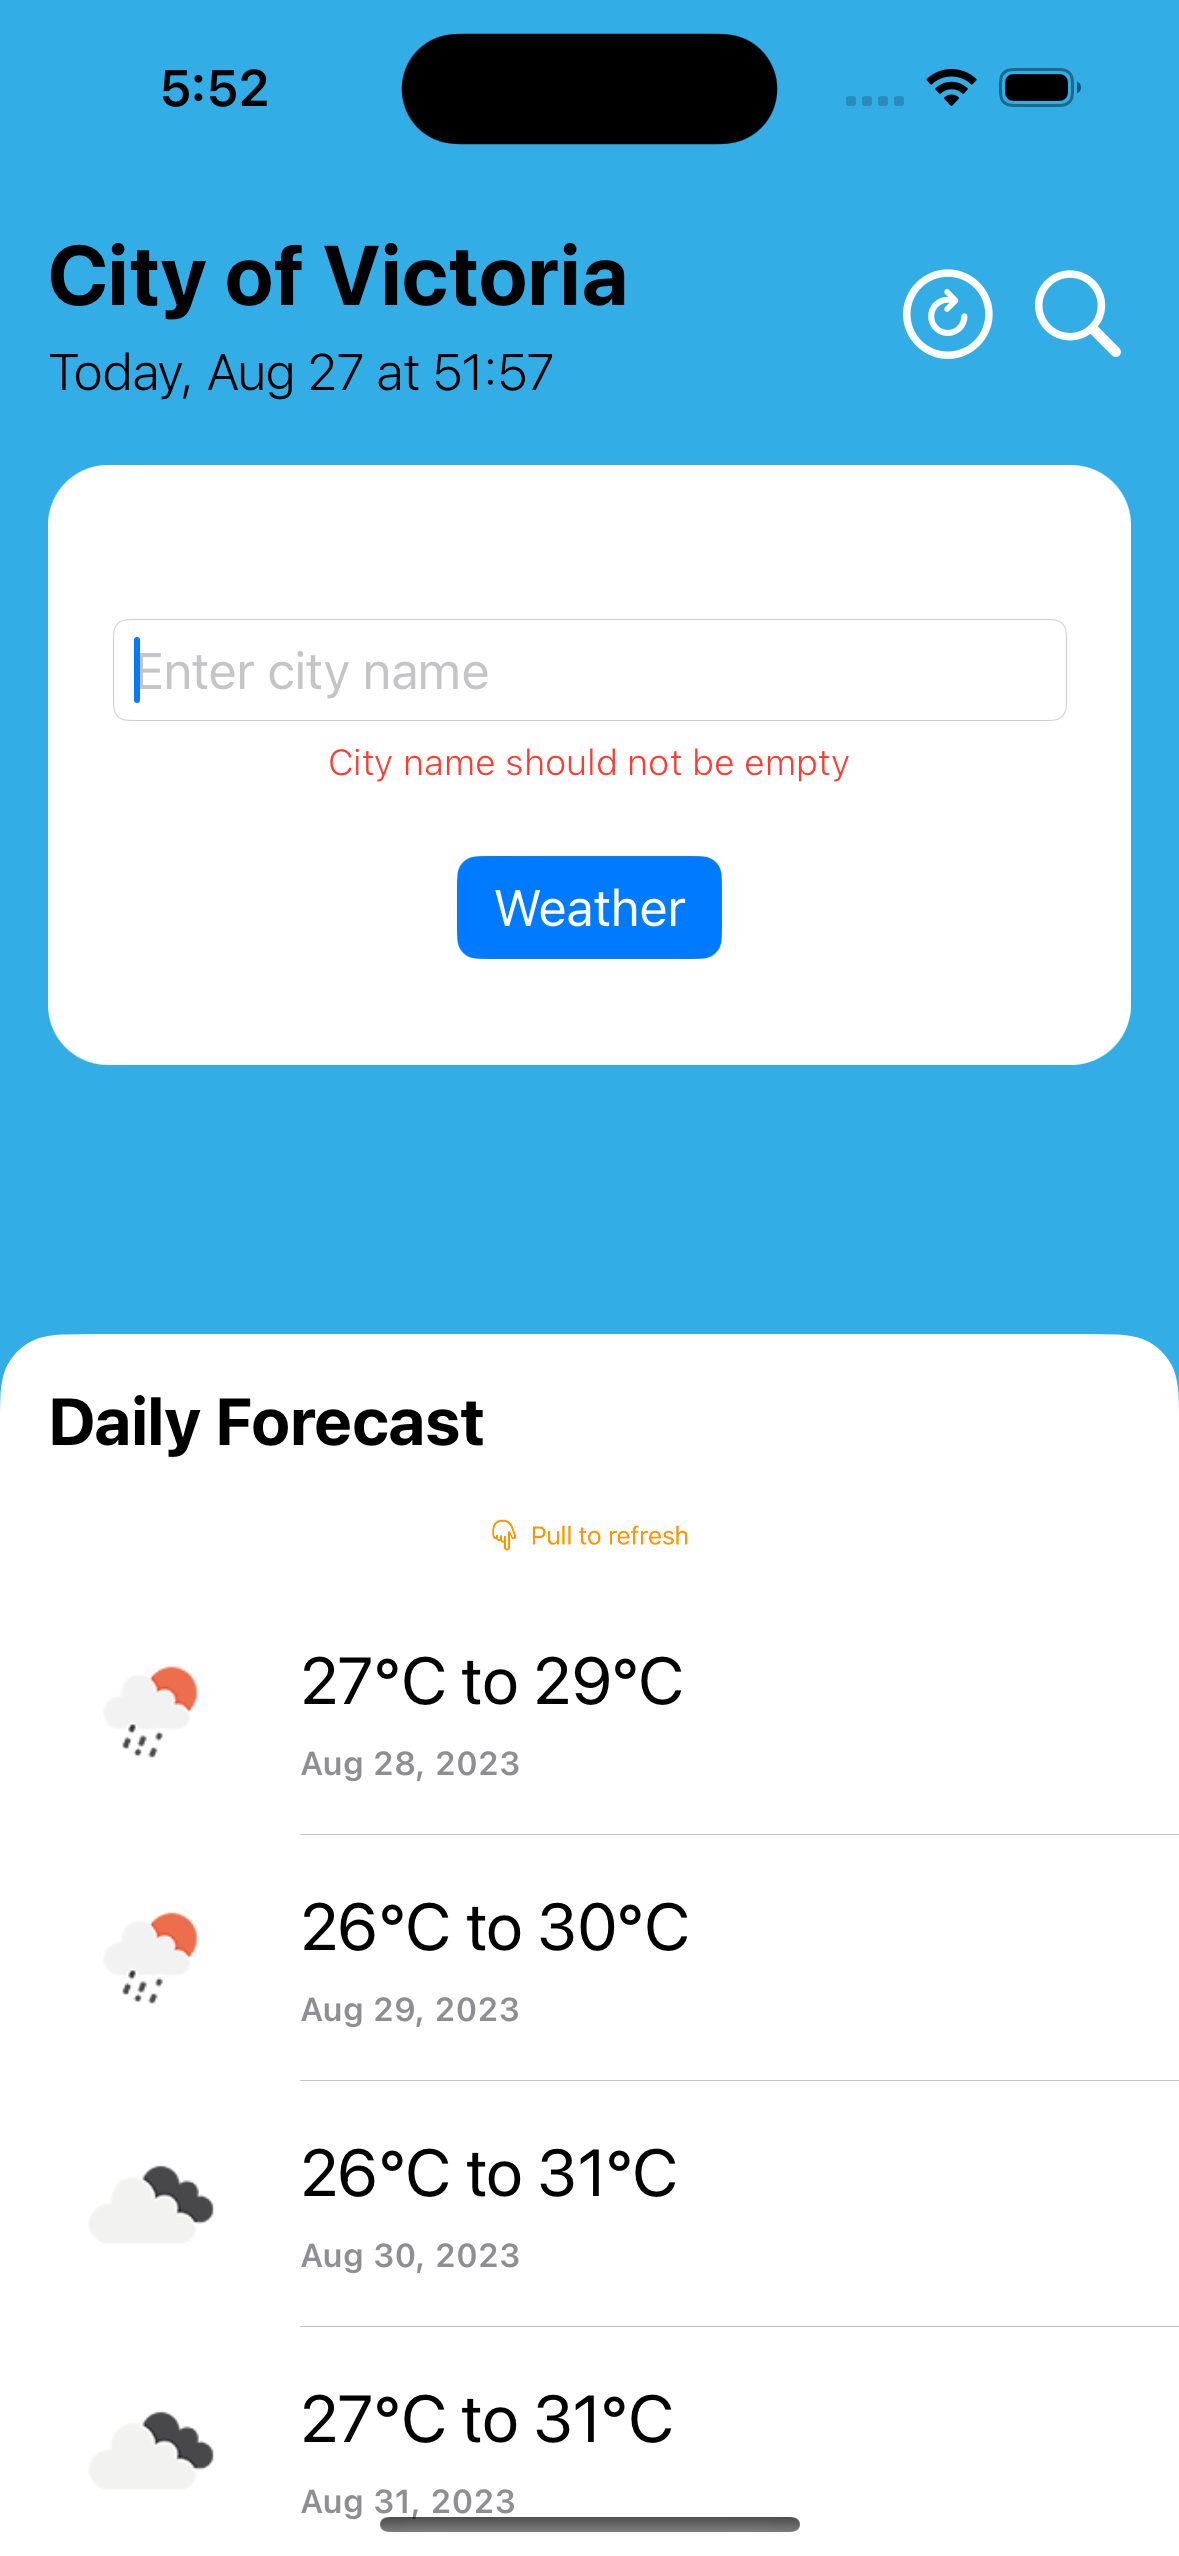 5:52
City of Victoria
Today, Aug 27 at 51:57
Enter city name
City name should not be empty
Weather
Daily Forecast
Pull to refresh
27°C to 29°C
Aug 28, 2023
26°C to 30°C
Aug 29, 2023
26°C to 31°C
Aug 30, 2023
27°C to 31°C
Aug 31, 2023